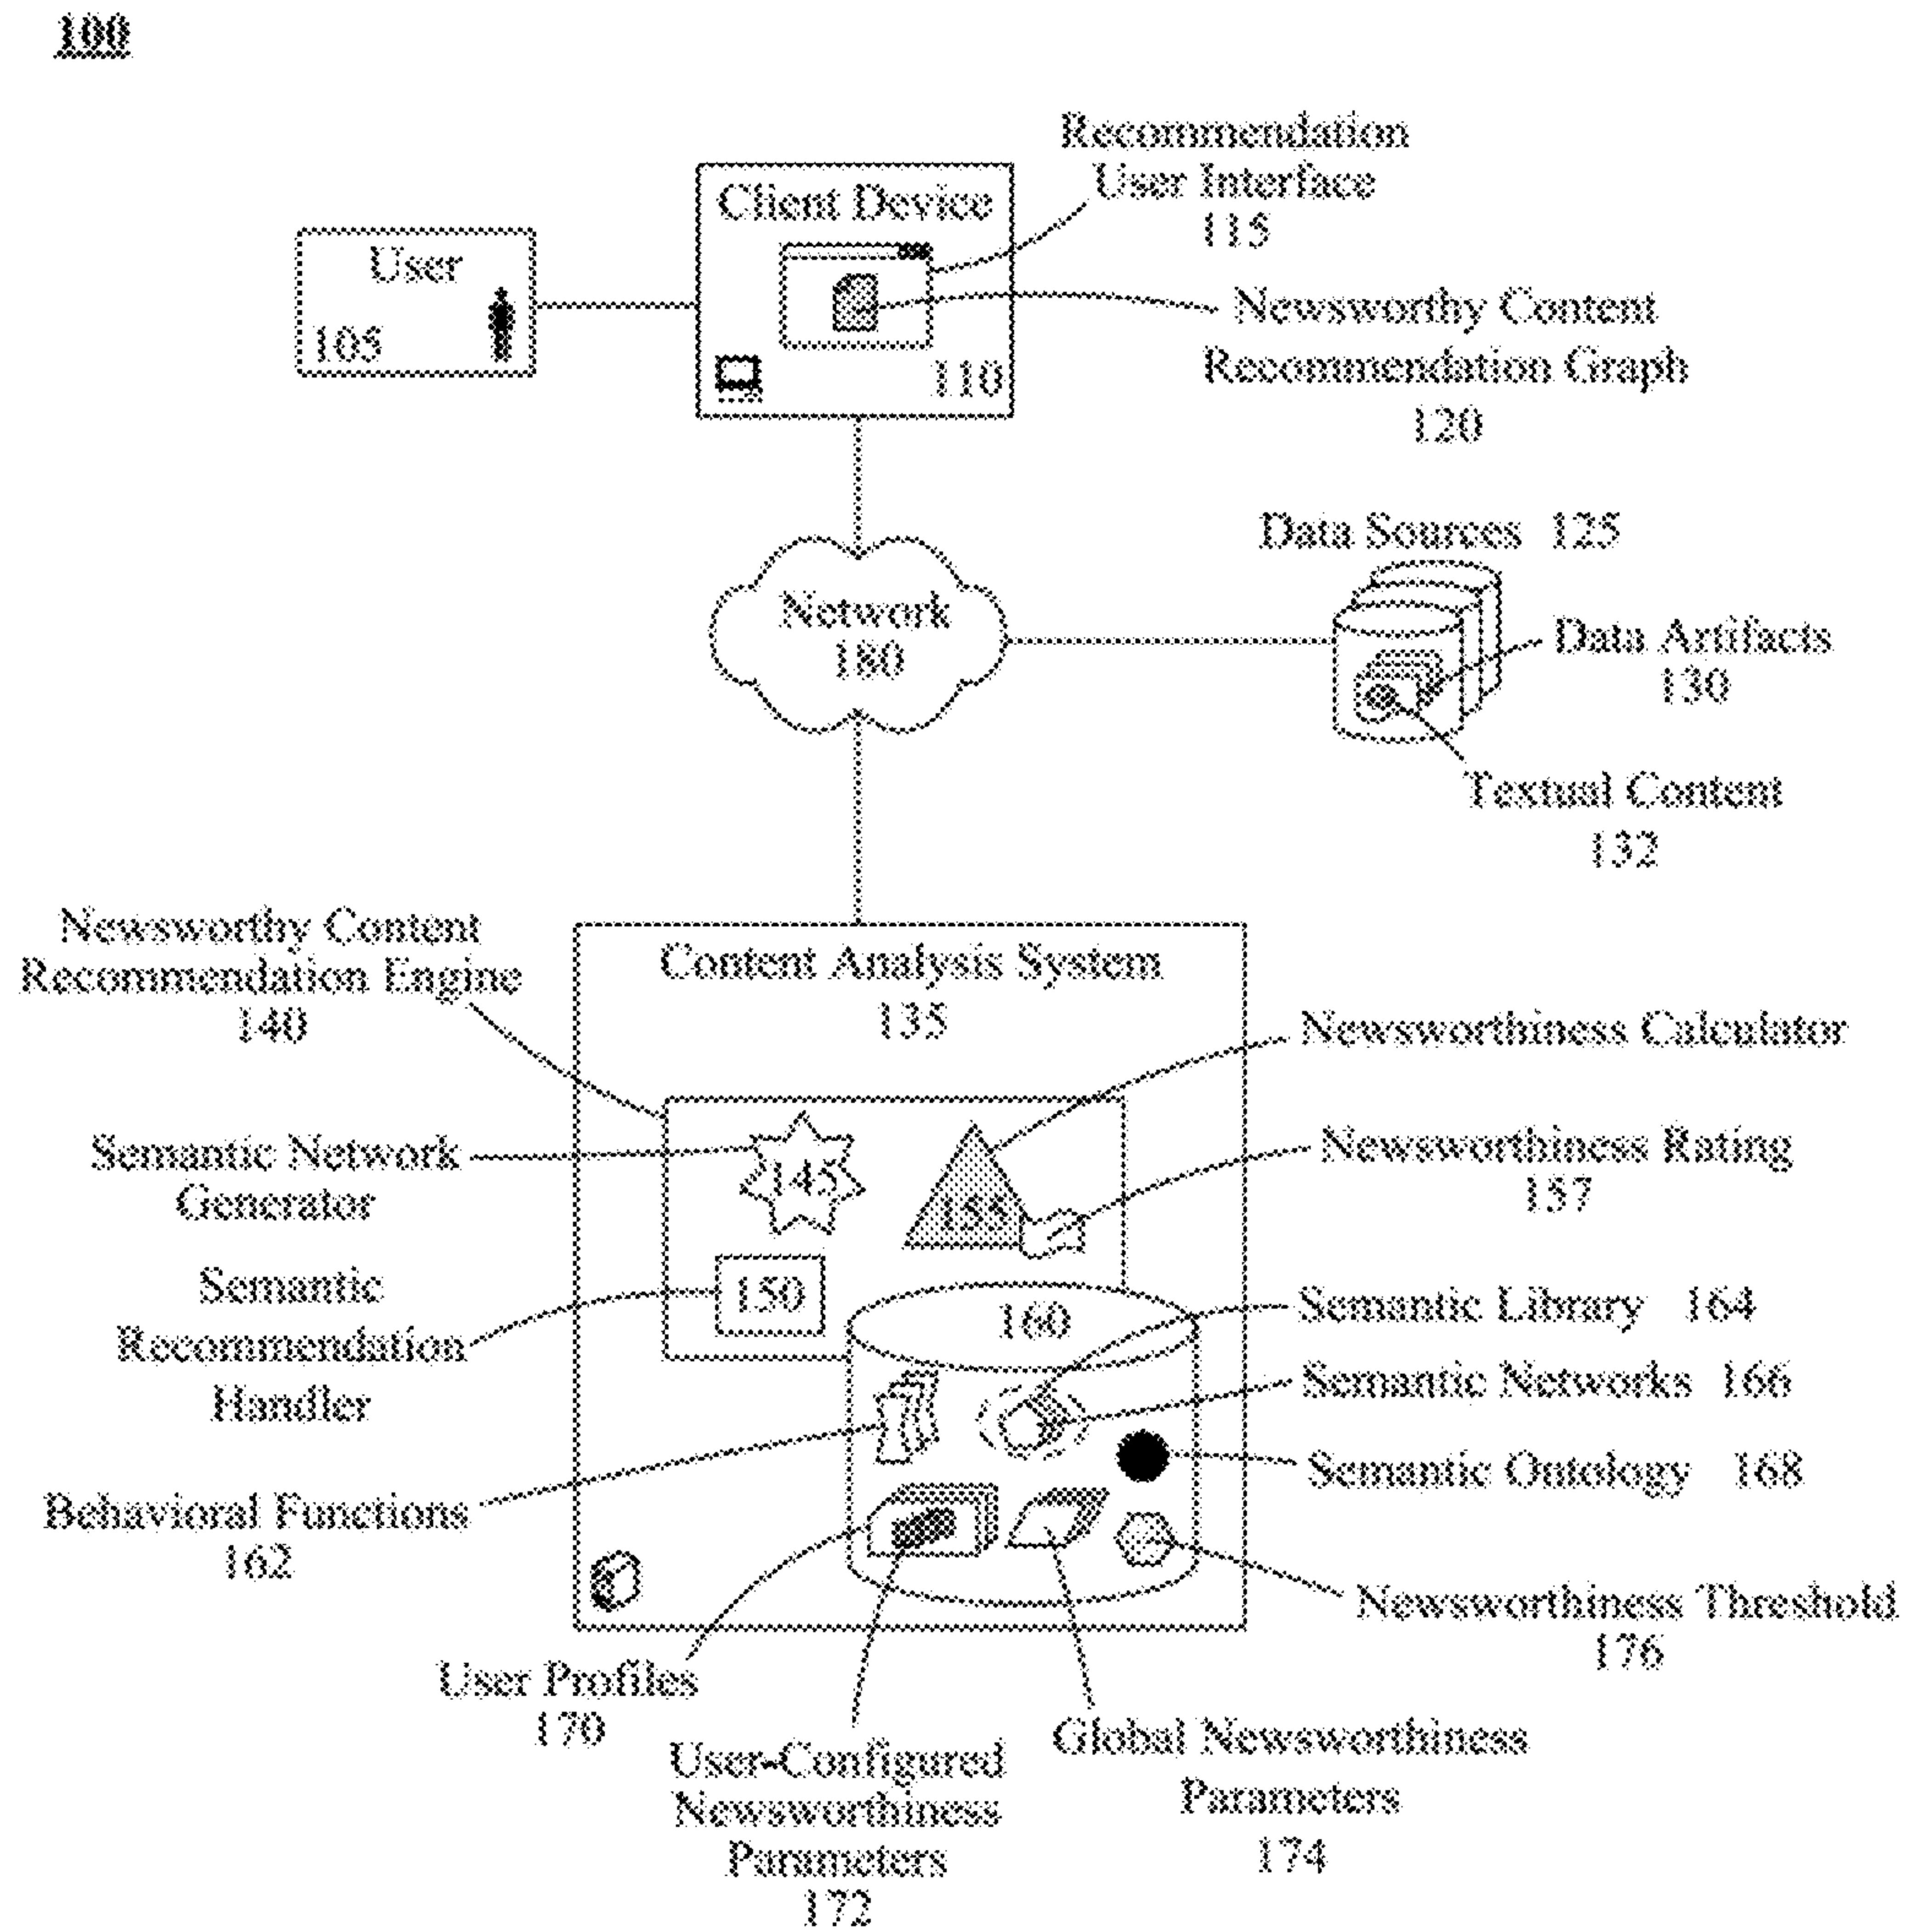 100
Recommendation
User Interface
115
Client Device
110
User
105
Newsworthy Content
Recommendation Graph
120
Data Sources 125
Network
180
Data Artifacts
130
Textual Content
132
Newsworthy Content
Recommendation Engine
140
Content Analysis System
135
Newsworthiness Calculator
Semantic Network
Generator
145
155
Newsworthiness Rating
157
Semantic
Recommendation
Handler
150
160
Semantic Library 164
Semantic Networks 166
Semantic Ontology 168
Behavioral Functions
162
Newsworthiness Threshold
176
User Profiles
170
User-Configured
Newsworthiness
Parameters
172
Global Newsworthiness
Parameters
174